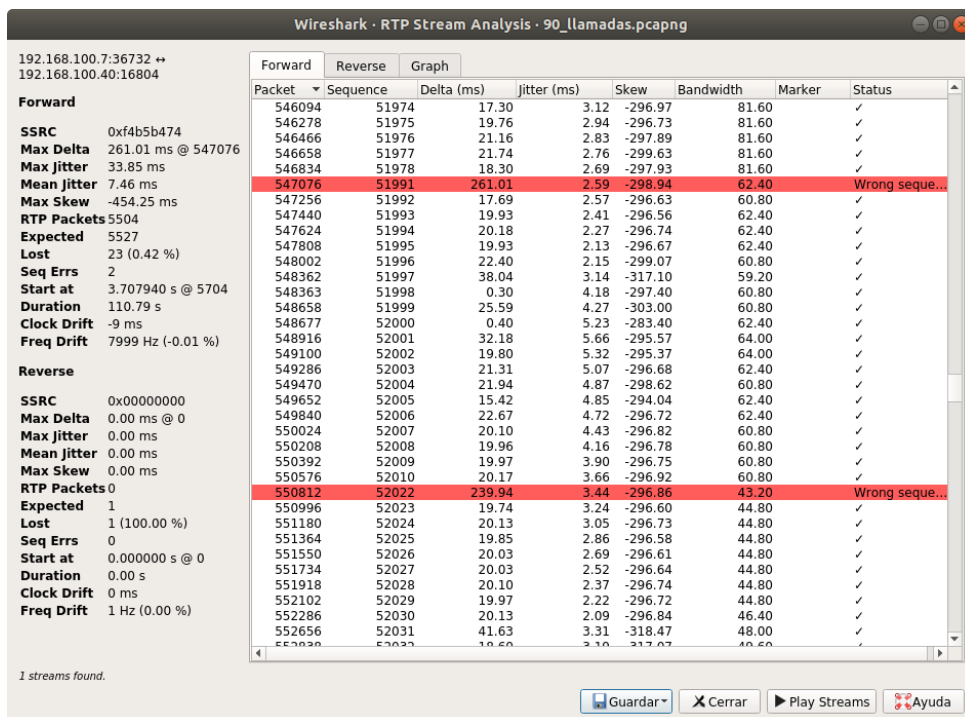 Wireshark · RTP Stream Analysis · 90_llamadas.pcapng
192.168.100.7:36732 ↔
192.168.100.40:16804
Forward
SSRC 0xf4b5b474
Max Delta 261.01 ms @ 547076
Max Jitter 33.85 ms
Mean Jitter 7.46 ms
Max Skew -454.25 ms
RTP Packets 5504
Expected 5527
Lost 23 (0.42 %)
Seq Errs 2
Start at 3.707940 s @ 5704
Duration 110.79 s
Clock Drift -9 ms
Freq Drift 7999 Hz (-0.01 %)
Reverse
SSRC 0x00000000
Max Delta 0.00 ms @ 0
Max Jitter 0.00 ms
Mean Jitter 0.00 ms
Max Skew 0.00 ms
RTP Packets 0
Expected 1
Lost 1 (100.00 %)
Seq Errs 0
Start at 0.000000 s @ 0
Duration 0.00 s
Clock Drift 0 ms
Freq Drift 1 Hz (0.00 %)
1 streams found.
Forward Reverse Graph
Packet Sequence Delta (ms) Jitter (ms) Skew Bandwidth Marker Status
546094 51974 17.30 3.12 -296.97 81.60 ✓
546278 51975 19.76 2.94 -296.73 81.60 ✓
546466 51976 21.16 2.83 -297.89 81.60 ✓
546658 51977 21.74 2.76 -299.63 81.60 ✓
546834 51978 18.30 2.69 -297.93 81.60 ✓
547076 51991 261.01 2.59 -298.94 62.40 Wrong seque...
547256 51992 17.69 2.57 -296.63 60.80 ✓
547440 51993 19.93 2.41 -296.56 62.40 ✓
547624 51994 20.18 2.27 -296.74 62.40 ✓
547808 51995 19.93 2.13 -296.67 62.40 ✓
548002 51996 22.40 2.15 -299.07 60.80 ✓
548362 51997 38.04 3.14 -317.10 59.20 ✓
548363 51998 0.30 4.18 -297.40 60.80 ✓
548658 51999 25.59 4.27 -303.00 60.80 ✓
548677 52000 0.40 5.23 -283.40 62.40 ✓
548916 52001 32.18 5.66 -295.57 64.00 ✓
549100 52002 19.80 5.32 -295.37 64.00 ✓
549286 52003 21.31 5.07 -296.68 62.40 ✓
549470 52004 21.94 4.87 -298.62 60.80 ✓
549652 52005 15.42 4.85 -294.04 62.40 ✓
549840 52006 22.67 4.72 -296.72 62.40 ✓
550024 52007 20.10 4.43 -296.82 60.80 ✓
550208 52008 19.96 4.16 -296.78 60.80 ✓
550392 52009 19.97 3.90 -296.75 60.80 ✓
550576 52010 20.17 3.66 -296.92 60.80 ✓
550812 52022 239.94 3.44 -296.86 43.20 Wrong seque...
550996 52023 19.74 3.24 -296.60 44.80 ✓
551180 52024 20.13 3.05 -296.73 44.80 ✓
551364 52025 19.85 2.86 -296.58 44.80 ✓
551550 52026 20.03 2.69 -296.61 44.80 ✓
551734 52027 20.03 2.52 -296.64 44.80 ✓
551918 52028 20.10 2.37 -296.74 44.80 ✓
552102 52029 19.97 2.22 -296.72 44.80 ✓
552286 52030 20.13 2.09 -296.84 46.40 ✓
552656 52031 41.63 3.31 -318.47 48.00 ✓
Guardar Cerrar Play Streams Ayuda